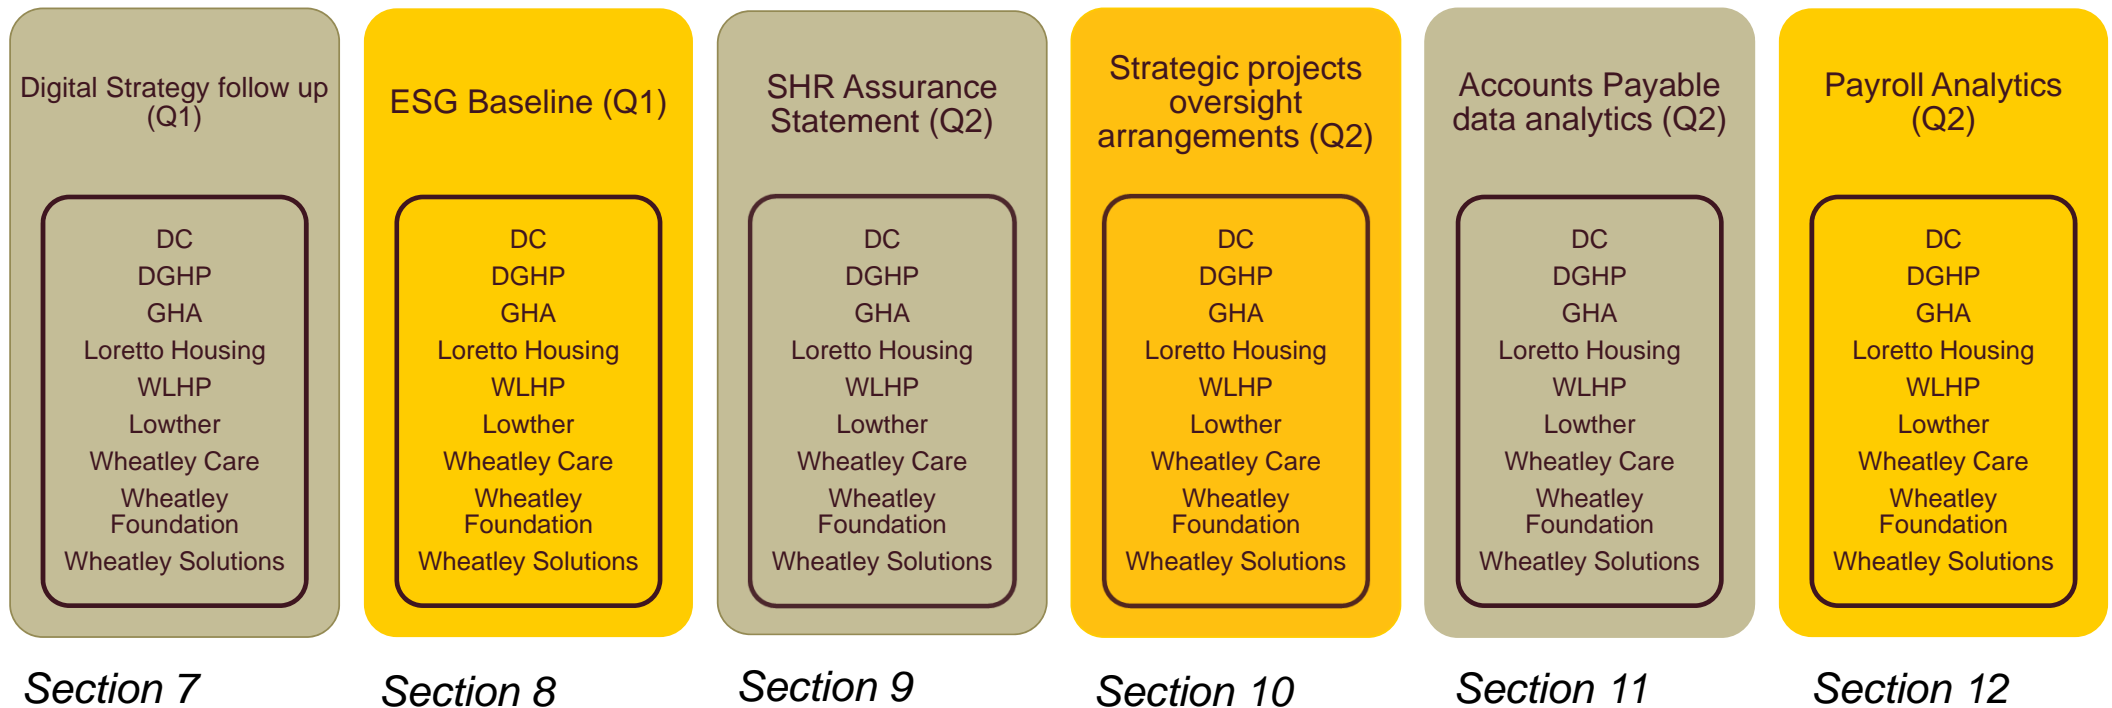 Digital Strategy follow up
(Q1)
DC
DGHP
GHA
Loretto Housing
WLHP
Lowther
Wheatley Care
Wheatley
Foundation
Wheatley Solutions
Section 7
ESG Baseline (Q1)
DC
DGHP
GHA
Loretto Housing
WLHP
Lowther
Wheatley Care
Wheatley
Foundation
Wheatley Solutions
Section 8
SHR Assurance
Statement (Q2)
DC
DGHP
GHA
Loretto Housing
WLHP
Lowther
Wheatley Care
Wheatley
Foundation
Wheatley Solutions
Section 9
Strategic projects
oversight
arrangements (Q2)
DC
DGHP
GHA
Loretto Housing
WLHP
Lowther
Wheatley Care
Wheatley
Foundation
Wheatley Solutions
Section 10
Accounts Payable
data analytics (Q2)
DC
DGHP
GHA
Loretto Housing
WLHP
Lowther
Wheatley Care
Wheatley
Foundation
Wheatley Solutions
Section 11
Payroll Analytics
(Q2)
DC
DGHP
GHA
Loretto Housing
WLHP
Lowther
Wheatley Care
Wheatley
Foundation
Wheatley Solutions
Section 12